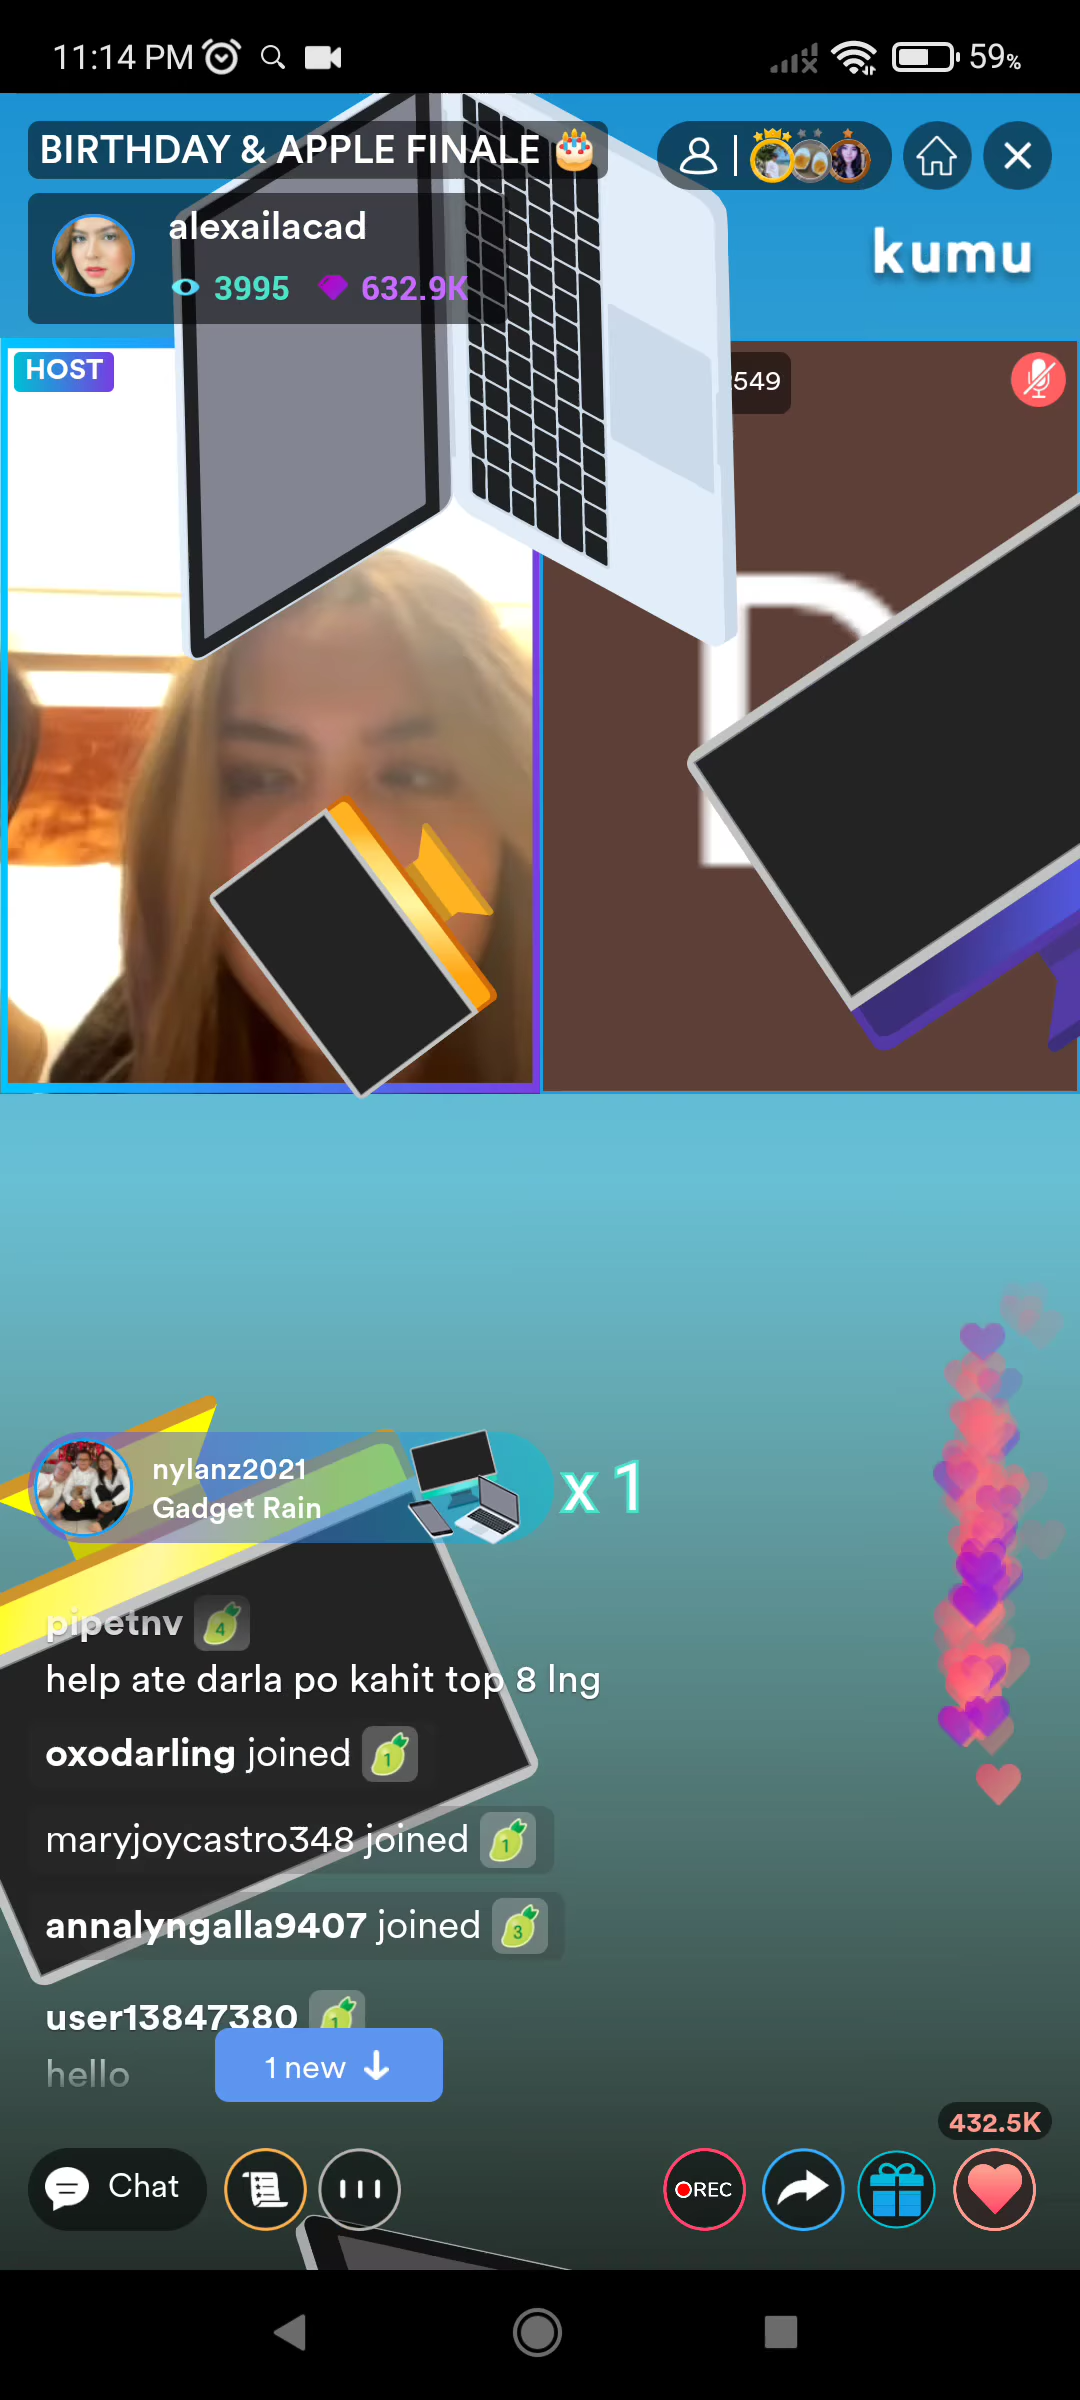 11:14 PM
59%
BIRTHDAY & APPLE FINALE 🎂
alexailacad
3995 632.9K
kumu
HOST
549
D
nylanz2021
Gadget Rain
x 1
pipetnv 4
help ate darla po kahit top 8 lng
oxodarling joined 1
maryjoycastro348 joined 1
annalyngalla9407 joined 3
user13847380 1
hello
1 new
432.5K
Chat
REC